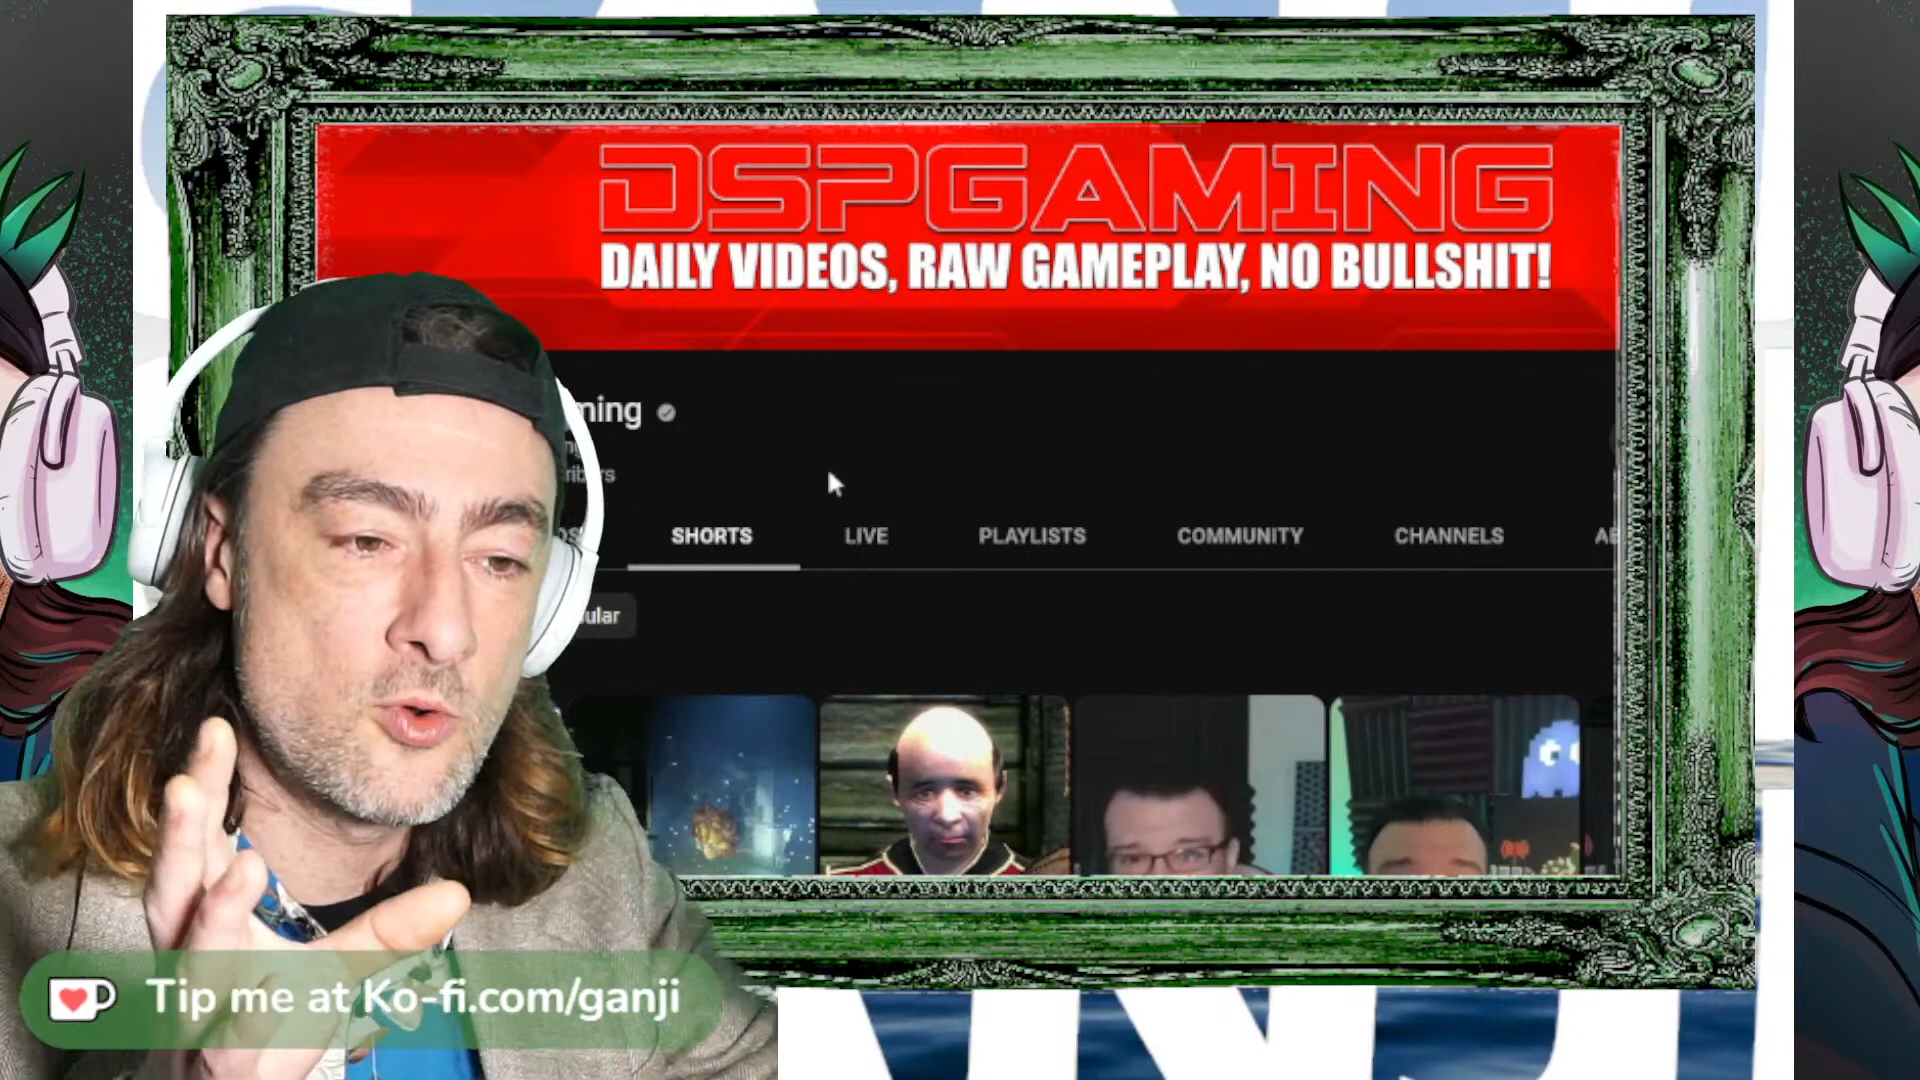 DSPGAMING
DAILY VIDEOS, RAW GAMEPLAY, NO BULLSHIT!
ming
ribers
SHORTS LIVE PLAYLISTS COMMUNITY CHANNELS
ular
Tip me at Ko-fi.com/ganji